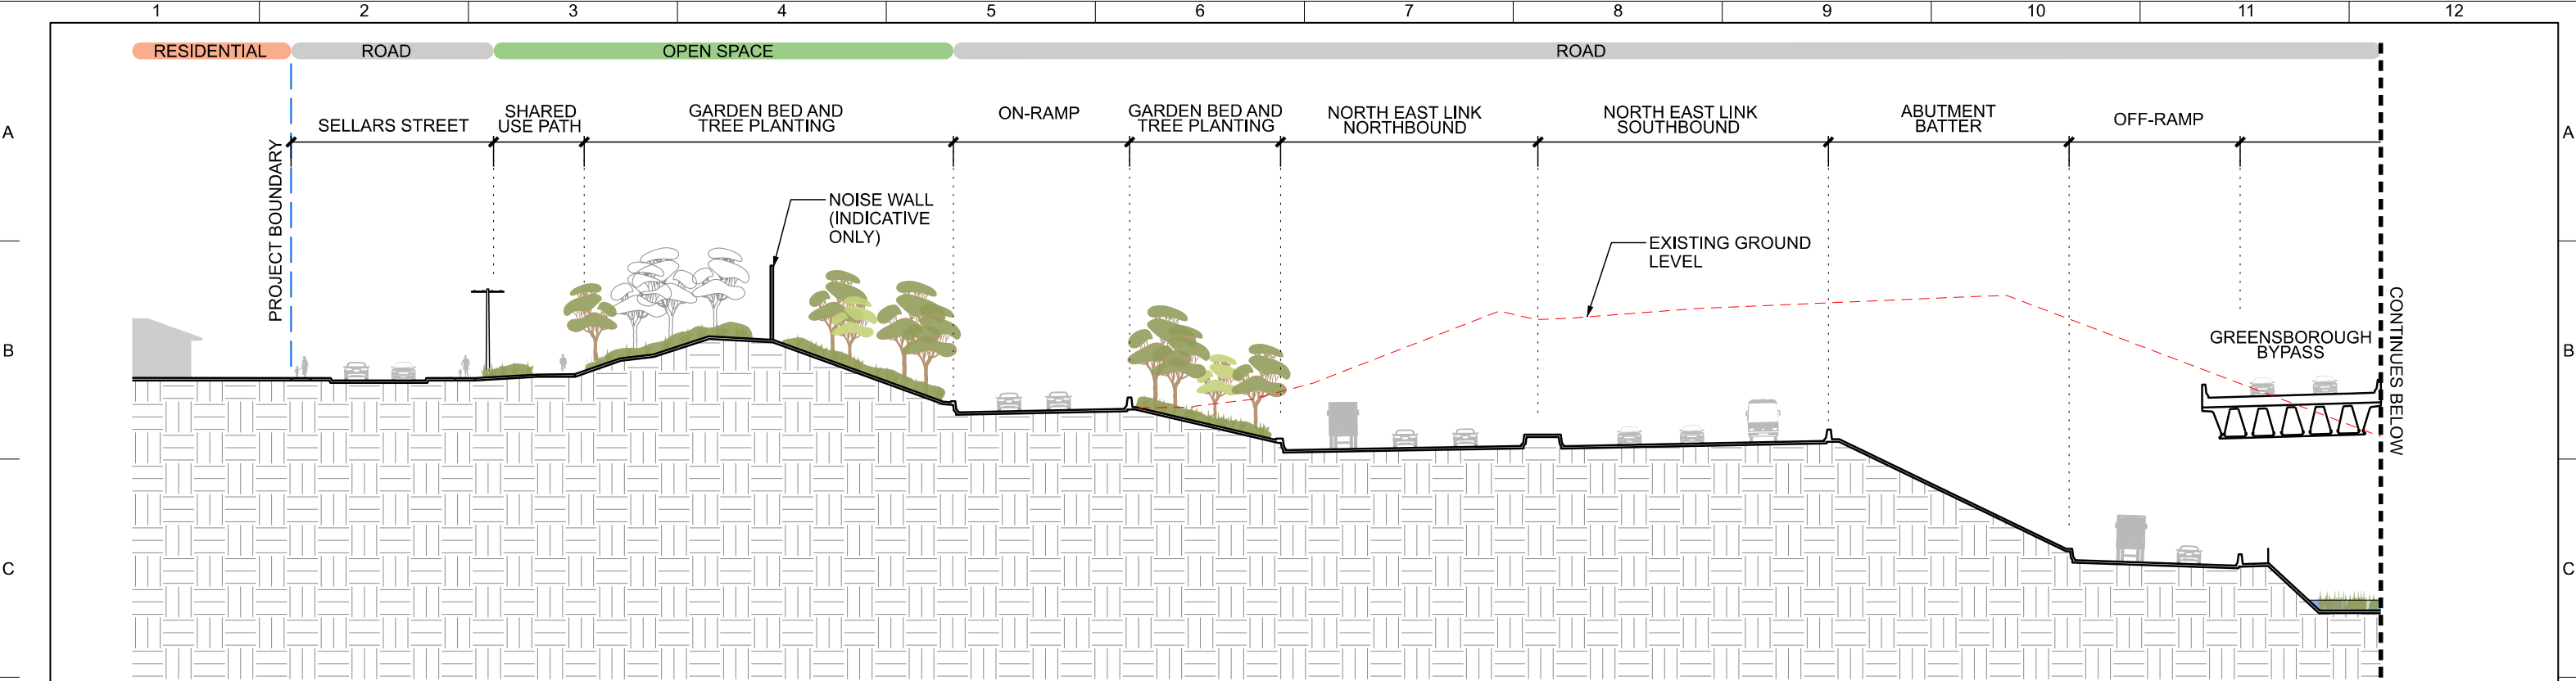 1 2 3 4 5 6 7 8 9 10 11 12
RESIDENTIAL ROAD OPEN SPACE ROAD
A A
SELLARS STREET
SHARED
USE PATH
GARDEN BED AND
TREE PLANTING
ON-RAMP
GARDEN BED AND
TREE PLANTING
NORTH EAST LINK
NORTHBOUND
NORTH EAST LINK
SOUTHBOUND
ABUTMENT
BATTER
OFF-RAMP
PROJECT BOUNDARY
NOISE WALL
(INDICATIVE
ONLY)
EXISTING GROUND
LEVEL
B B
GREENSBOROUGH
BYPASS
CONTINUES BELOW
C C